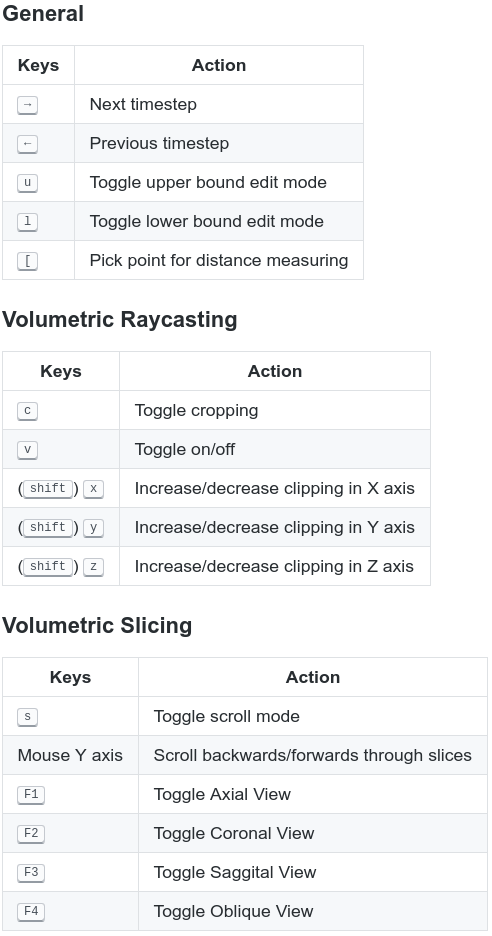 General
Keys Action
→ Next timestep
← Previous timestep
u Toggle upper bound edit mode
l Toggle lower bound edit mode
[ Pick point for distance measuring
Volumetric Raycasting
Keys Action
c Toggle cropping
v Toggle on/off
(shift) x Increase/decrease clipping in X axis
(shift) y Increase/decrease clipping in Y axis
(shift) z Increase/decrease clipping in Z axis
Volumetric Slicing
Keys Action
s Toggle scroll mode
Mouse Y axis Scroll backwards/forwards through slices
F1 Toggle Axial View
F2 Toggle Coronal View
F3 Toggle Saggital View
F4 Toggle Oblique View